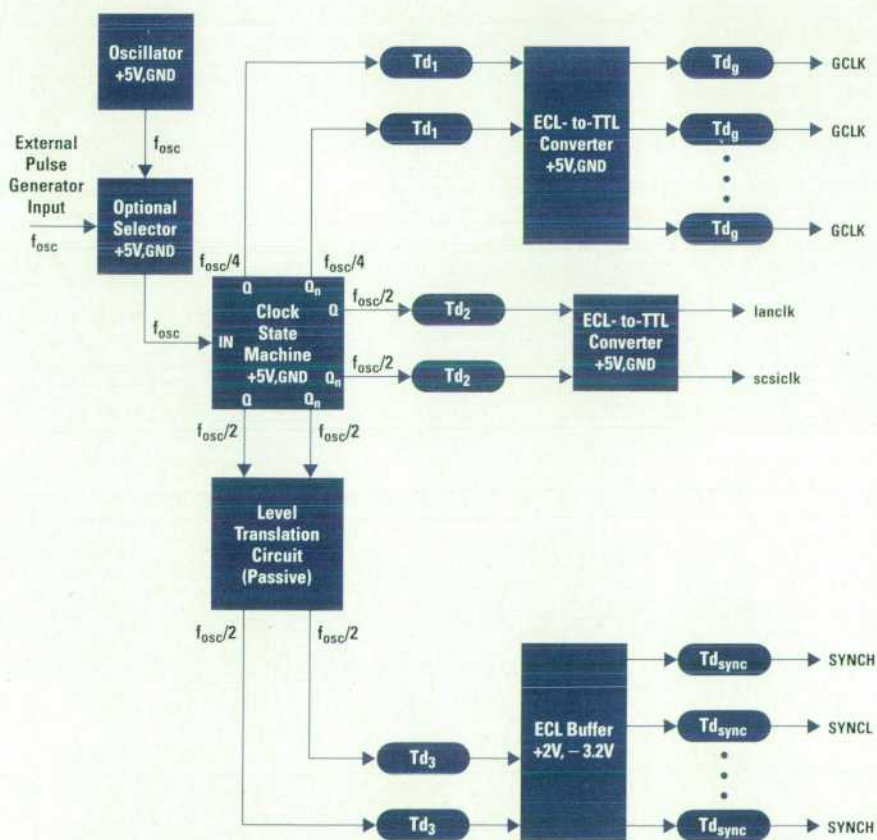 Oscillator
+5V,GND
fosc
External
Pulse
Generator
Input
fosc
Optional
Selector
+5V,GND
fosc
Td1
Td1
ECL- to-TTL
Converter
+5V,GND
Tdg
GCLK
Tdg
GCLK
Tdg
GCLK
fosc/4
fosc/4
Q
Qn
IN
Clock
State
Machine
+5V,GND
Q
Qn
Q
Qn
fosc/2
Td2
fosc/2
Td2
ECL- to-TTL
Converter
+5V,GND
lanclk
scsiclk
fosc/2
fosc/2
Level
Translation
Circuit
(Passive)
fosc/2
fosc/2
Td3
Td3
ECL Buffer
+2V, – 3.2V
Tdsync
SYNCH
Tdsync
SYNCL
Tdsync
SYNCH